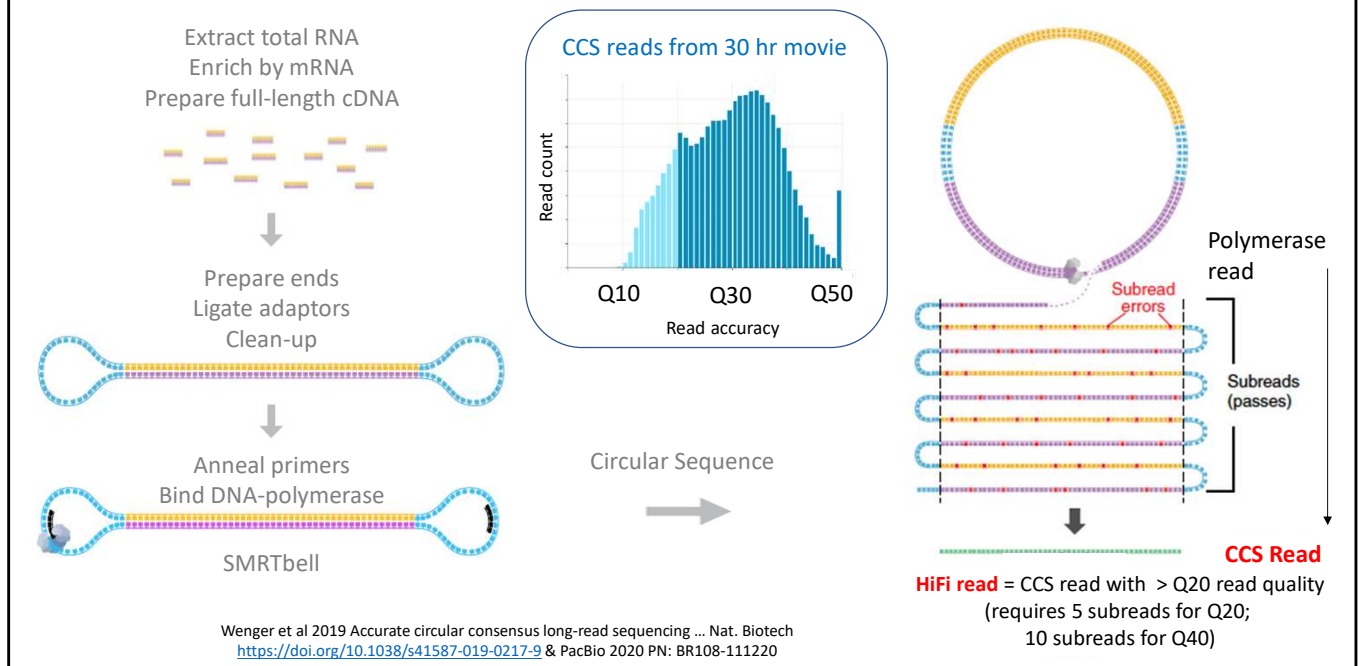 Extract total RNA
Enrich by mRNA
Prepare full-length cDNA
Prepare ends
Ligate adaptors
Clean-up
Anneal primers
Bind DNA-polymerase
SMRTbell
CCS reads from 30 hr movie
Read count
Q10
Q30
Q50
Read accuracy
Circular Sequence
Polymerase
read
Subread
errors
Subreads
(passes)
CCS Read
HiFi read = CCS read with > Q20 read quality
(requires 5 subreads for Q20;
10 subreads for Q40)
Wenger et al 2019 Accurate circular consensus long-read sequencing ... Nat. Biotech
https://doi.org/10.1038/s41587-019-0217-9 & PacBio 2020 PN: BR108-111220